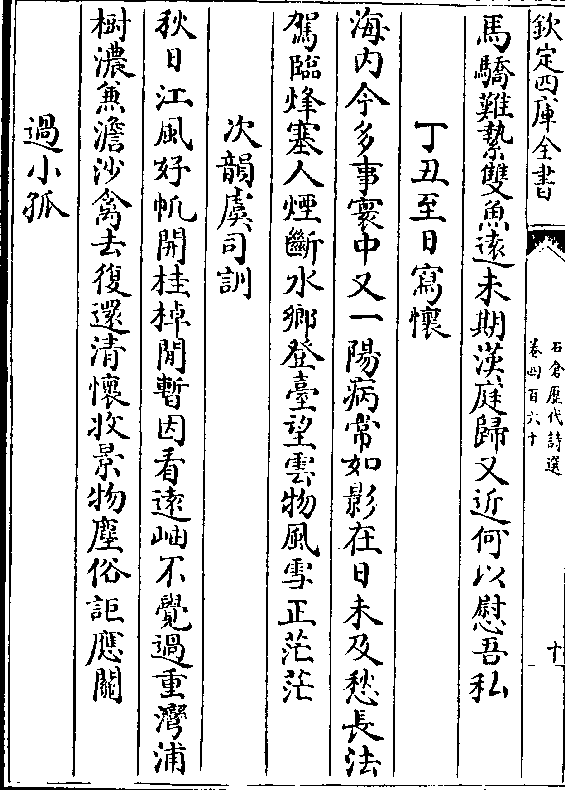 欽定四庫全書
石倉歷代詩選
卷四百六十
十
馬驕難縶雙魚遠未期漢庭歸又近何以慰吾私
丁丑至日寫懷
海内今多事寰中又一陽病常如影在日未及愁長法
駕臨烽塞人煙斷水鄉登臺望雲物風雪正茫茫
次韻虞司訓
秋日江風好帆開桂棹閒暫因看遠岫不覺過重灣浦
樹濃兼澹沙禽去復還清懷收景物塵俗詎應關
過小孤